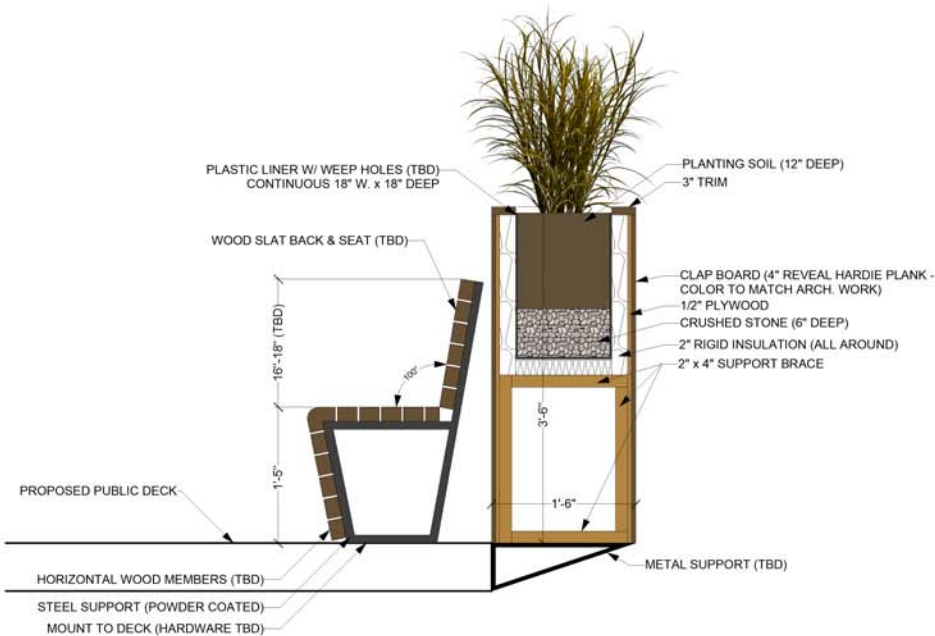 PLASTIC LINER W/ WEEP HOLES (TBD)
CONTINUOUS 18" W. x 18" DEEP
PLANTING SOIL (12" DEEP)
3" TRIM
WOOD SLAT BACK & SEAT (TBD)
CLAP BOARD (4" REVEAL HARDIE PLANK -
COLOR TO MATCH ARCH. WORK)
1/2" PLYWOOD
CRUSHED STONE (6" DEEP)
2" RIGID INSULATION (ALL AROUND)
2" x 4" SUPPORT BRACE
16"-18" (TBD)
100°
3'-6"
1'-5"
1'-6"
PROPOSED PUBLIC DECK
METAL SUPPORT (TBD)
HORIZONTAL WOOD MEMBERS (TBD)
STEEL SUPPORT (POWDER COATED)
MOUNT TO DECK (HARDWARE TBD)